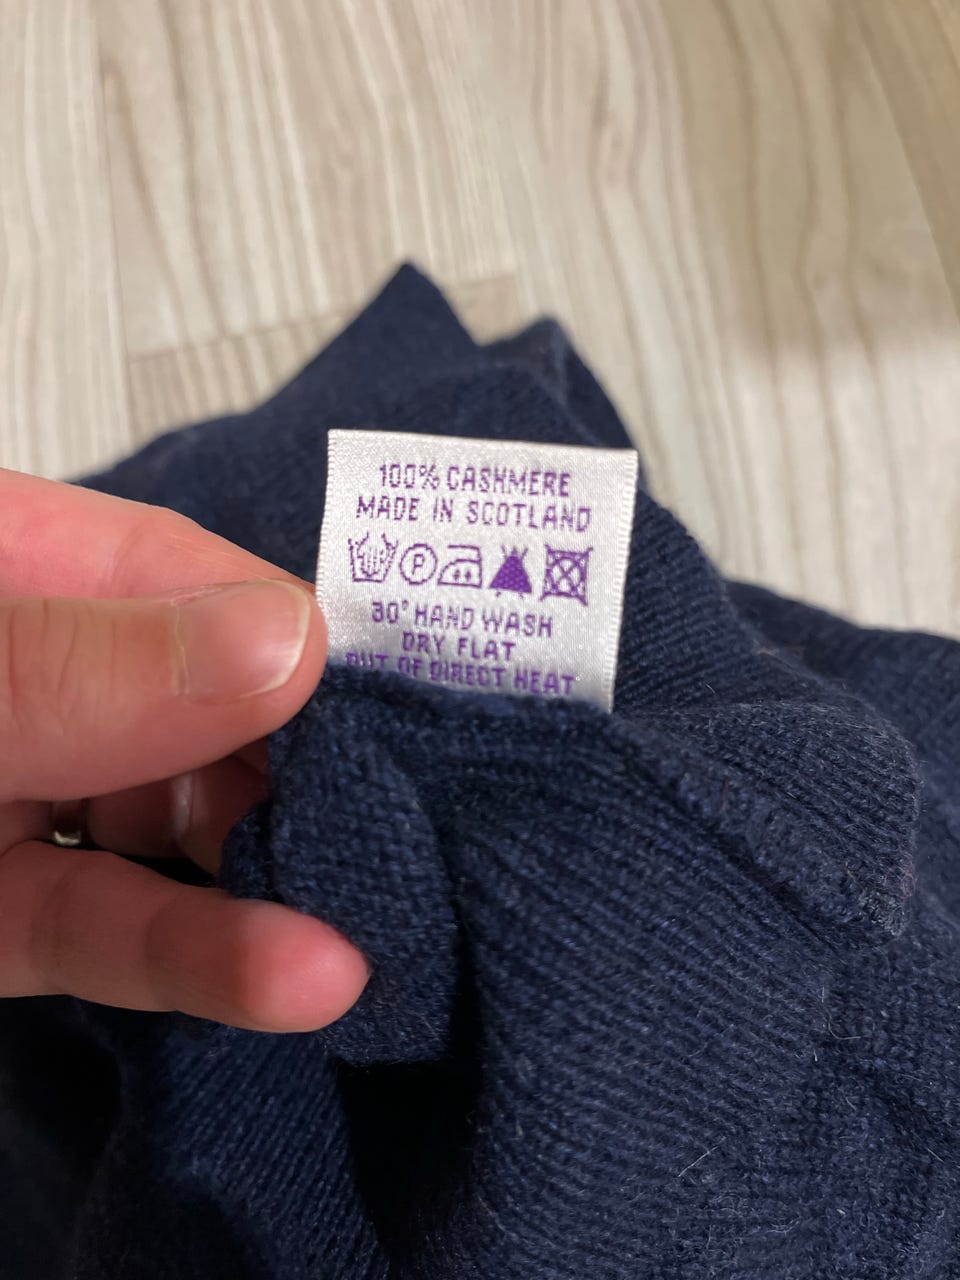 100% CASHMERE
MADE IN SCOTLAND
P
30° HAND WASH
DRY FLAT
OUT OF DIRECT HEAT